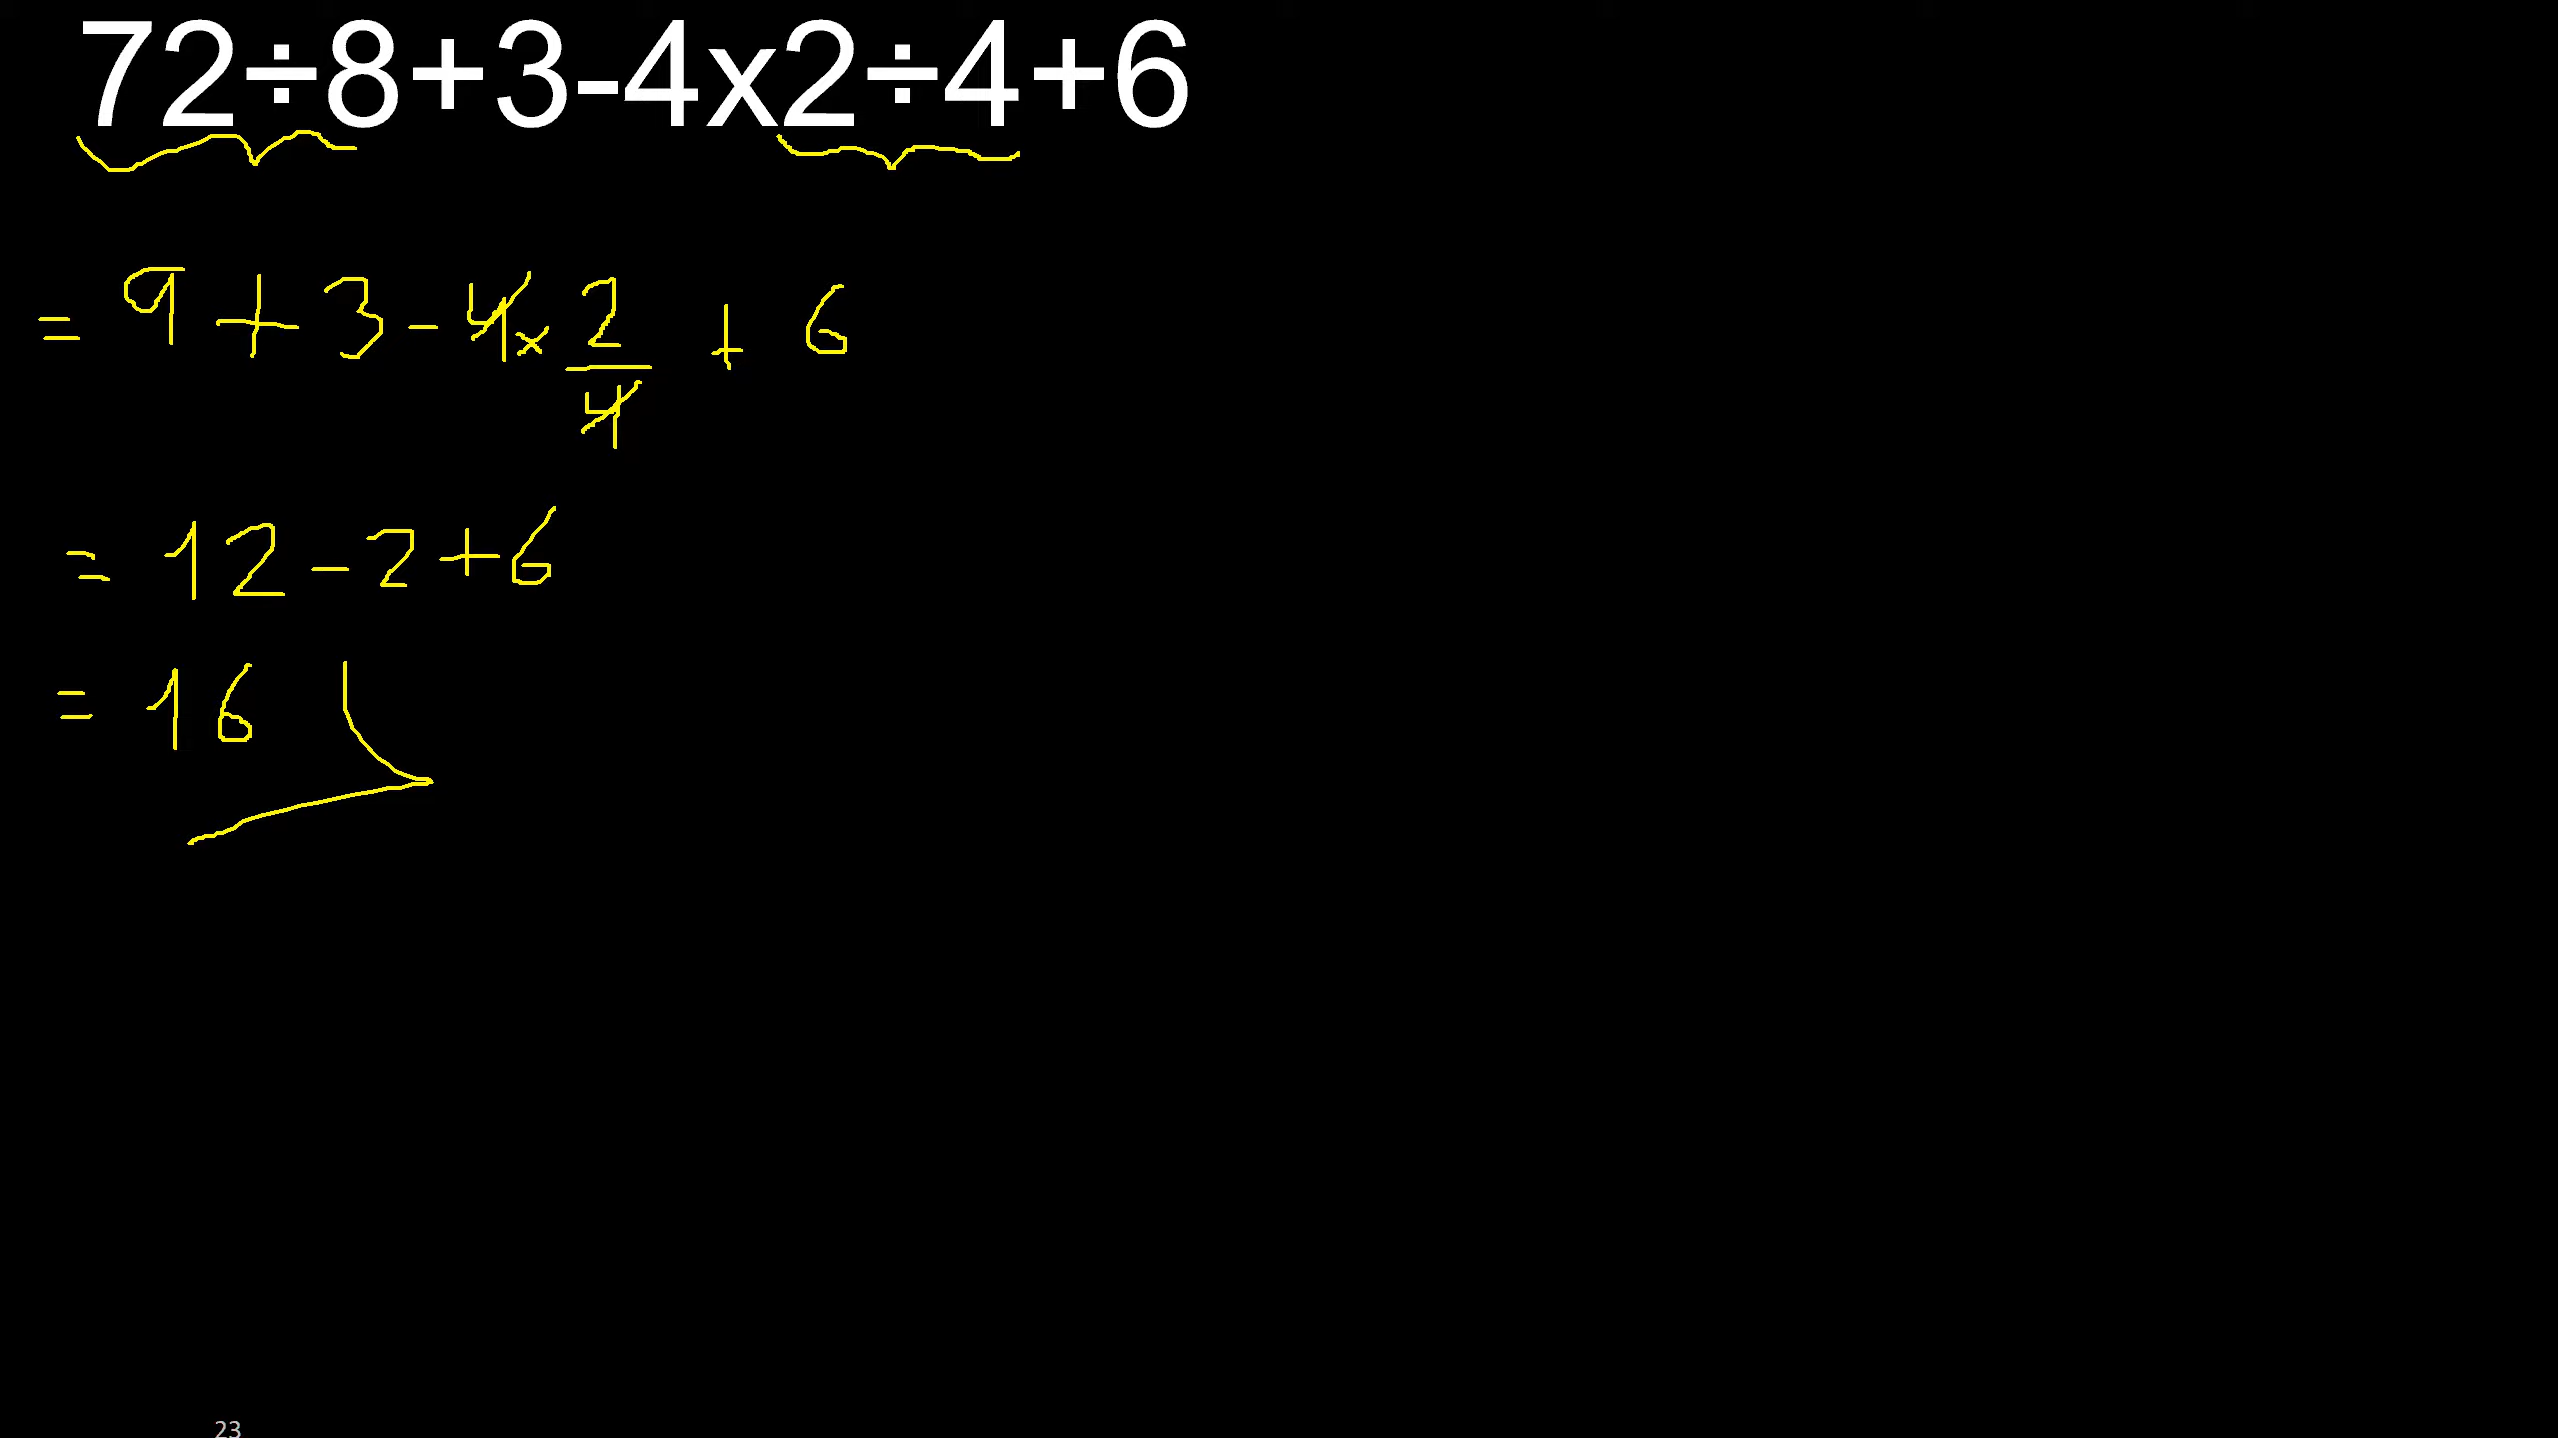 72÷8+3-4x2÷4+6
= 9 + 3 - 4 x 2/4 + 6
= 12 - 2 + 6
= 16
23